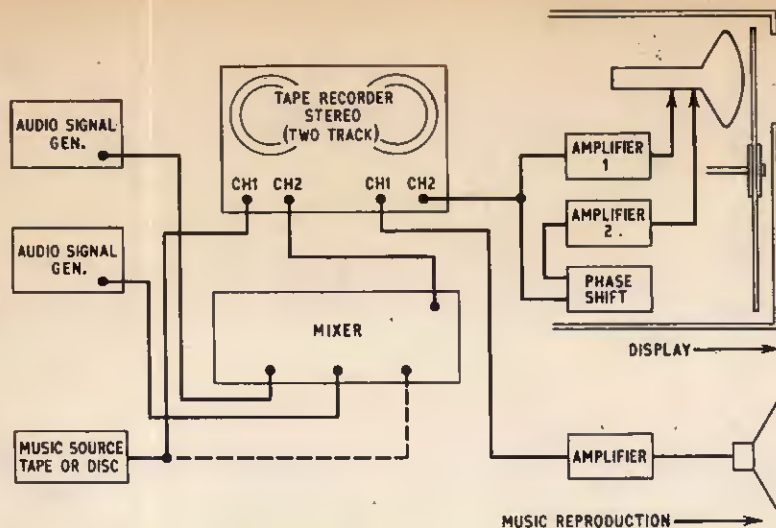 AUDIO SIGNAL
GEN.
TAPE RECORDER
STEREO
(TWO TRACK)
CH1 CH2 CH1 CH2
AMPLIFIER
1
AMPLIFIER
2.
PHASE
SHIFT
AUDIO SIGNAL
GEN.
MIXER
DISPLAY
MUSIC SOURCE
TAPE OR DISC
AMPLIFIER
MUSIC REPRODUCTION